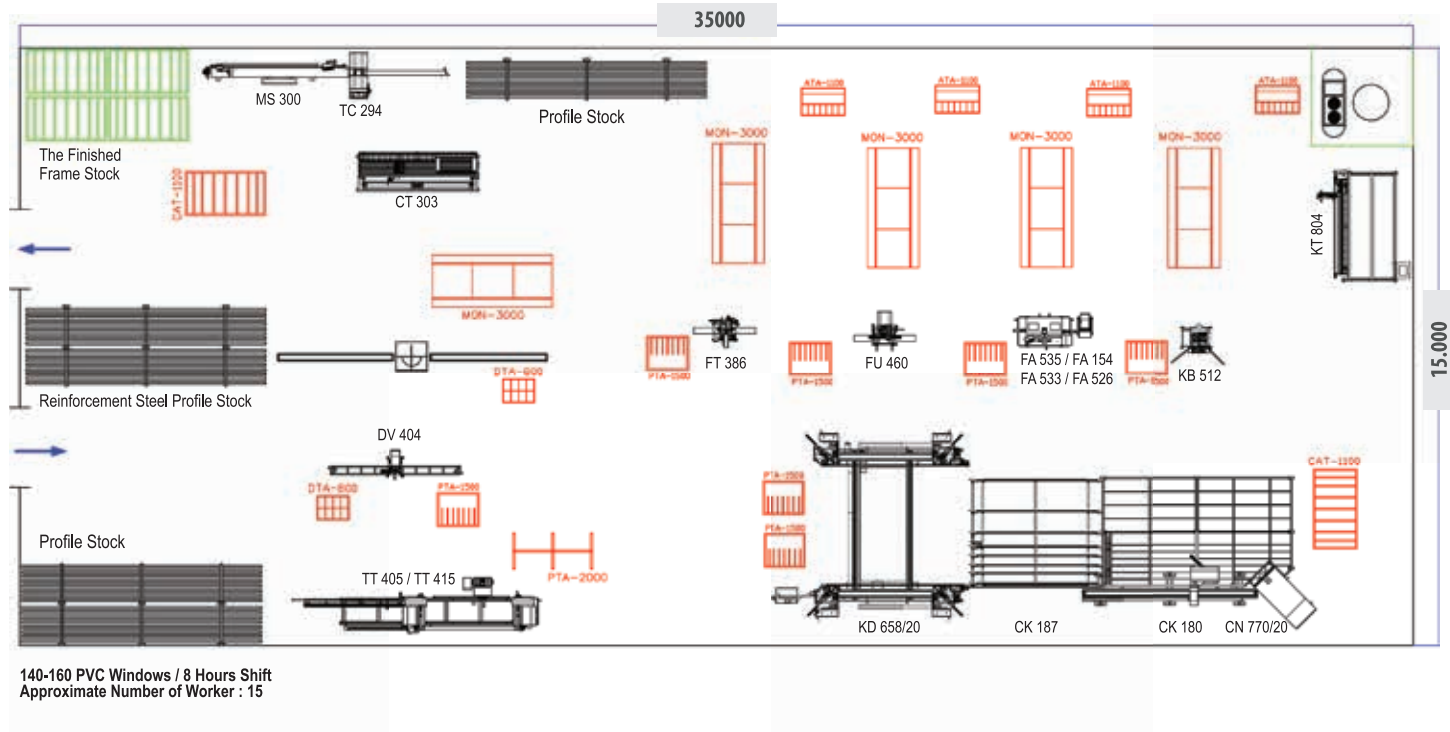 35000
MS 300
TC 294
Profile Stock
ATA-1100
ATA-1100
ATA-1100
ATA-1100
The Finished
Frame Stock
CAT-1100
CT 303
MON-3000
MON-3000
MON-3000
MON-3000
KT 804
MON-3000
15.000
Reinforcement Steel Profile Stock
DTA-800
PTA-1500
FT 386
PTA-1500
FU 460
PTA-1500
FA 535 / FA 154
FA 533 / FA 526
PTA-1500
KB 512
DV 404
DTA-800
PTA-1500
PTA-1500
PTA-1500
CAT-1100
Profile Stock
TT 405 / TT 415
PTA-2000
KD 658/20
CK 187
CK 180
CN 770/20
140-160 PVC Windows / 8 Hours Shift
Approximate Number of Worker : 15